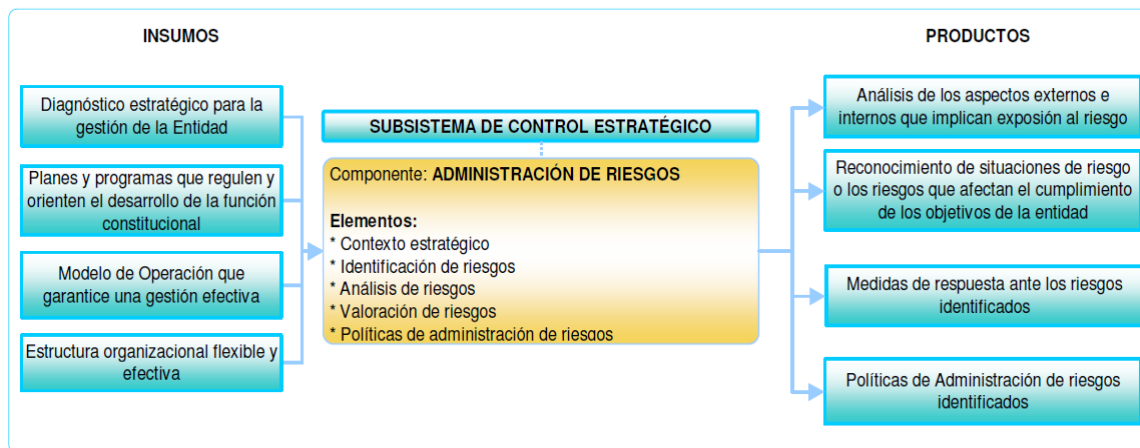 INSUMOS
Diagnóstico estratégico para la
gestión de la Entidad
Planes y programas que regulen y
orienten el desarrollo de la función
constitucional
Modelo de Operación que
garantice una gestión efectiva
Estructura organizacional flexible y
efectiva
SUBSISTEMA DE CONTROL ESTRATÉGICO
Componente: ADMINISTRACIÓN DE RIESGOS
Elementos:
* Contexto estratégico
* Identificación de riesgos
* Análisis de riesgos
* Valoración de riesgos
* Políticas de administración de riesgos
PRODUCTOS
Análisis de los aspectos externos e
internos que implican exposición al riesgo
Reconocimiento de situaciones de riesgo
o los riesgos que afectan el cumplimiento
de los objetivos de la entidad
Medidas de respuesta ante los riesgos
identificados
Políticas de Administración de riesgos
identificados